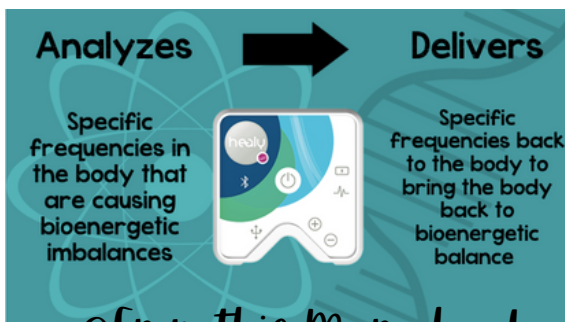 Analyzes
Delivers
Specific
frequencies in
the body that
are causing
bioenergetic
imbalances
healy
Specific
frequencies back
to the body to
bring the body
back to
bioenergetic
balance